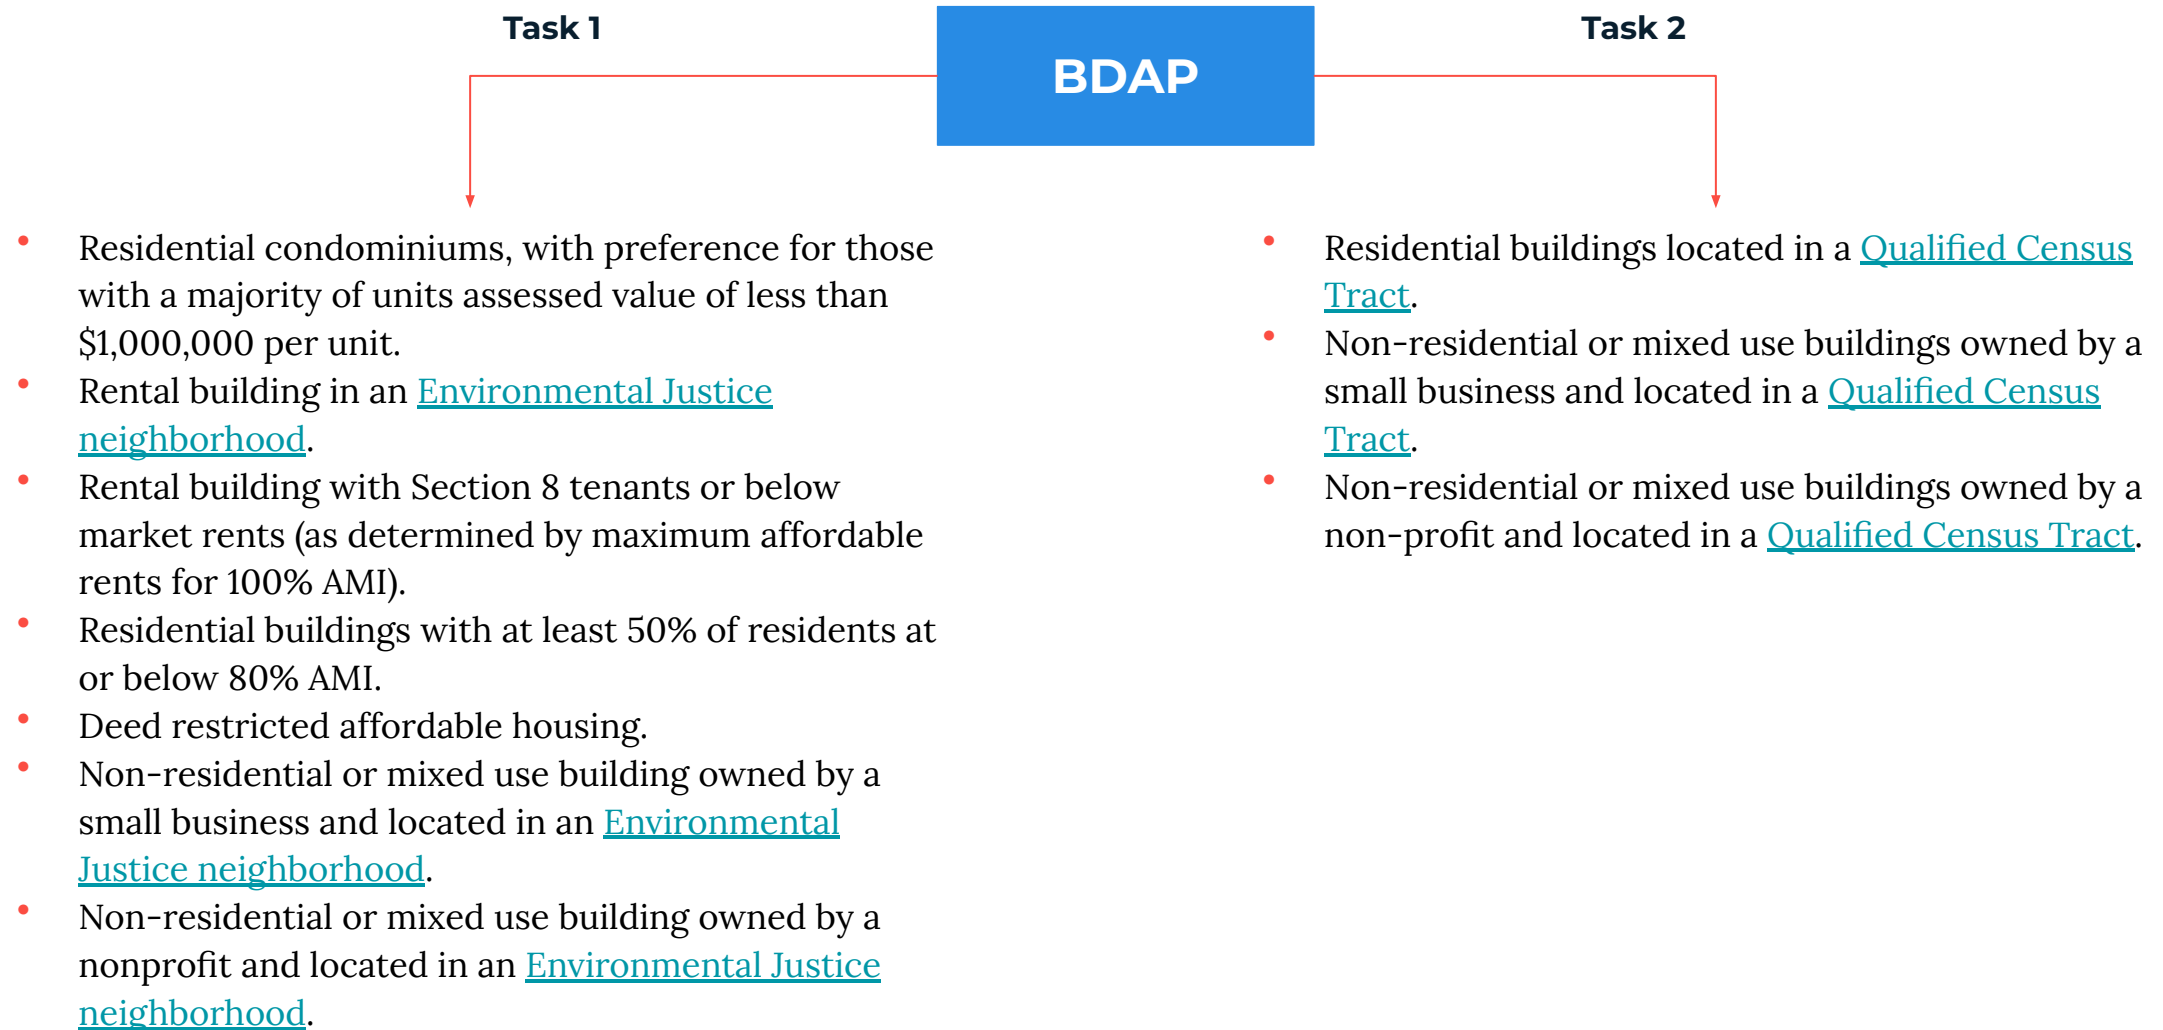 Task 1
BDAP
Task 2
• Residential condominiums, with preference for those
with a majority of units assessed value of less than
$1,000,000 per unit.
• Rental building in an Environmental Justice
neighborhood.
• Rental building with Section 8 tenants or below
market rents (as determined by maximum affordable
rents for 100% AMI).
• Residential buildings with at least 50% of residents at
or below 80% AMI.
• Deed restricted affordable housing.
• Non-residential or mixed use building owned by a
small business and located in an Environmental
Justice neighborhood.
• Non-residential or mixed use building owned by a
nonprofit and located in an Environmental Justice
neighborhood.
• Residential buildings located in a Qualified Census
Tract.
• Non-residential or mixed use buildings owned by a
small business and located in a Qualified Census
Tract.
• Non-residential or mixed use buildings owned by a
non-profit and located in a Qualified Census Tract.